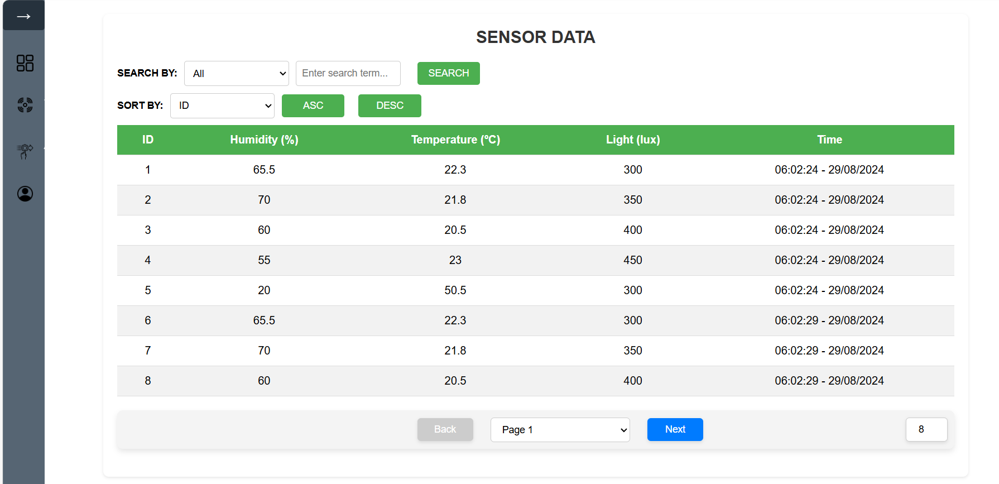 →
SENSOR DATA
SEARCH BY: All Enter search term... SEARCH
SORT BY: ID ASC DESC
ID Humidity (%) Temperature (ºC) Light (lux) Time
1 65.5 22.3 300 06:02:24 - 29/08/2024
2 70 21.8 350 06:02:24 - 29/08/2024
3 60 20.5 400 06:02:24 - 29/08/2024
4 55 23 450 06:02:24 - 29/08/2024
5 20 50.5 300 06:02:24 - 29/08/2024
6 65.5 22.3 300 06:02:29 - 29/08/2024
7 70 21.8 350 06:02:29 - 29/08/2024
8 60 20.5 400 06:02:29 - 29/08/2024
Back Page 1 Next 8